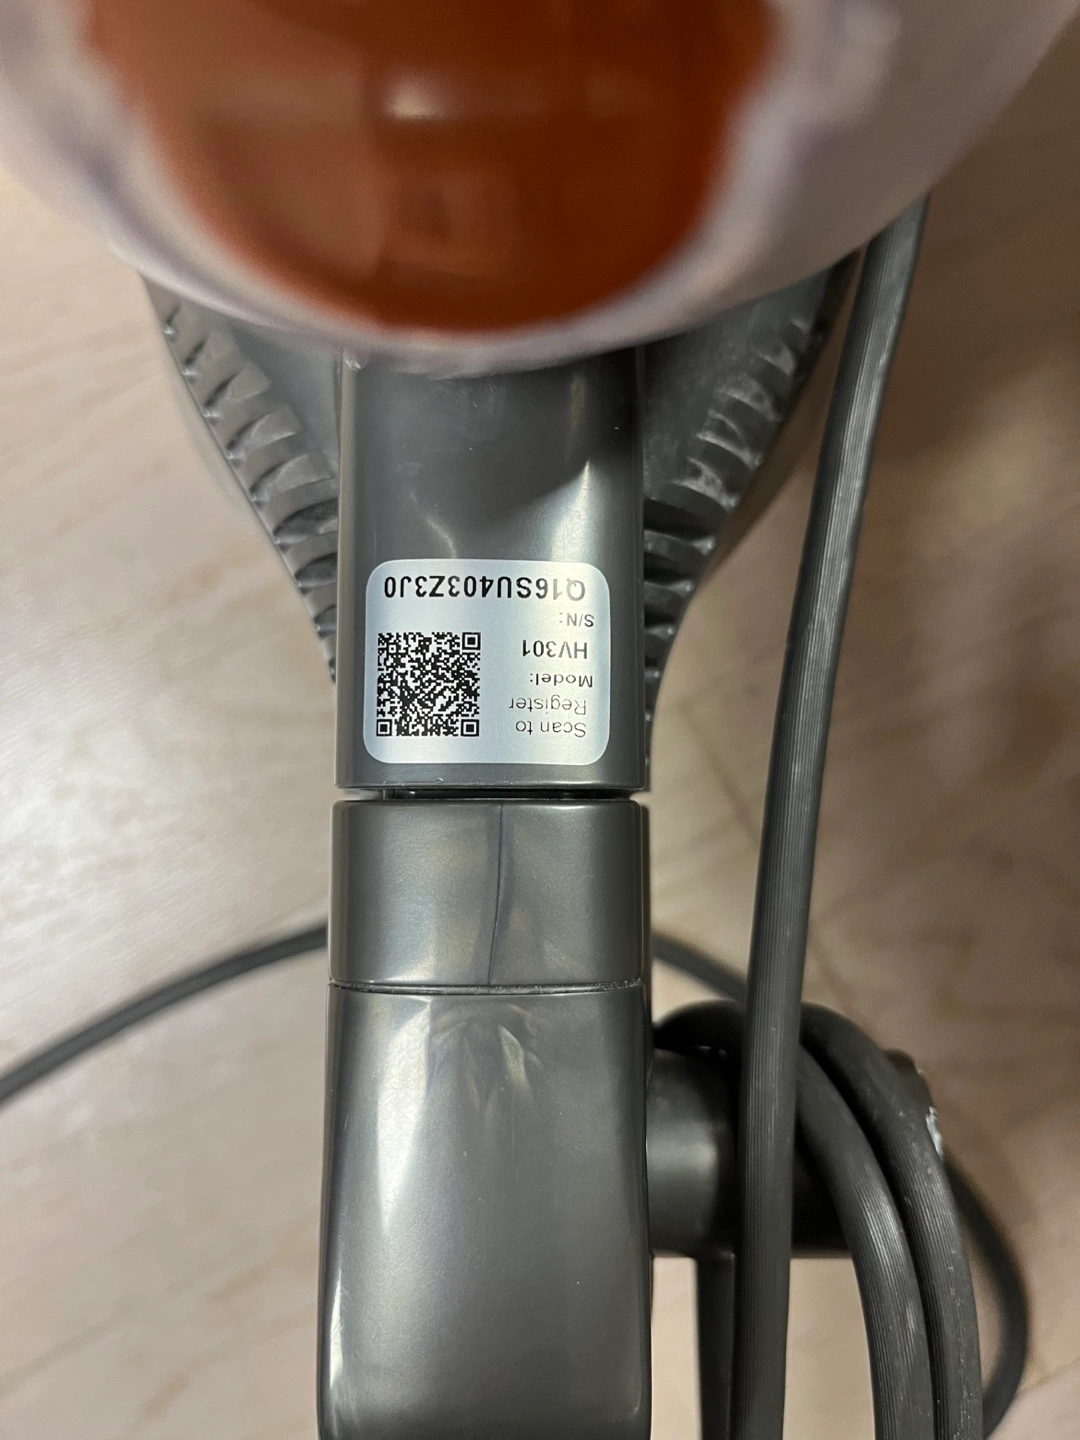 Scan to
Register
Model:
HV301
S/N:
Q16SU403Z3J0